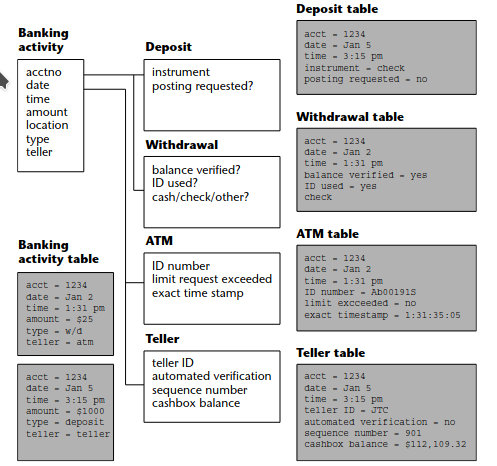 Banking
activity
acctno
date
time
amount
location
type
teller
Deposit
instrument
posting requested?
Withdrawal
balance verified?
ID used?
cash/check/other?
ATM
ID number
limit request exceeded
exact time stamp
Teller
teller ID
automated verification
sequence number
cashbox balance
Banking
activity table
acct - 1234
date - Jan 2
time - 1:31 pm
amount - $25
type - w/d
teller - atm
acct - 1234
date - Jan 5
time - 3:15 pm
amount - $1000
type - deposit
teller - teller
Deposit table
acct - 1234
date - Jan 5
time - 3:15 pm
instrument - check
posting requested - no
Withdrawal table
acct - 1234
date - Jan 2
time - 1:31 pm
balance verified - yes
ID used - yes
check
ATM table
acct - 1234
date - Jan 2
time - 1:31 pm
ID number - Ab00191S
limit excceeded - no
exact timestamp - 1:31:35:05
Teller table
acct - 1234
date - Jan 5
time - 3:15 pm
teller ID - JTC
automated verification - no
sequence number - 901
cashbox balance - $112,109.32